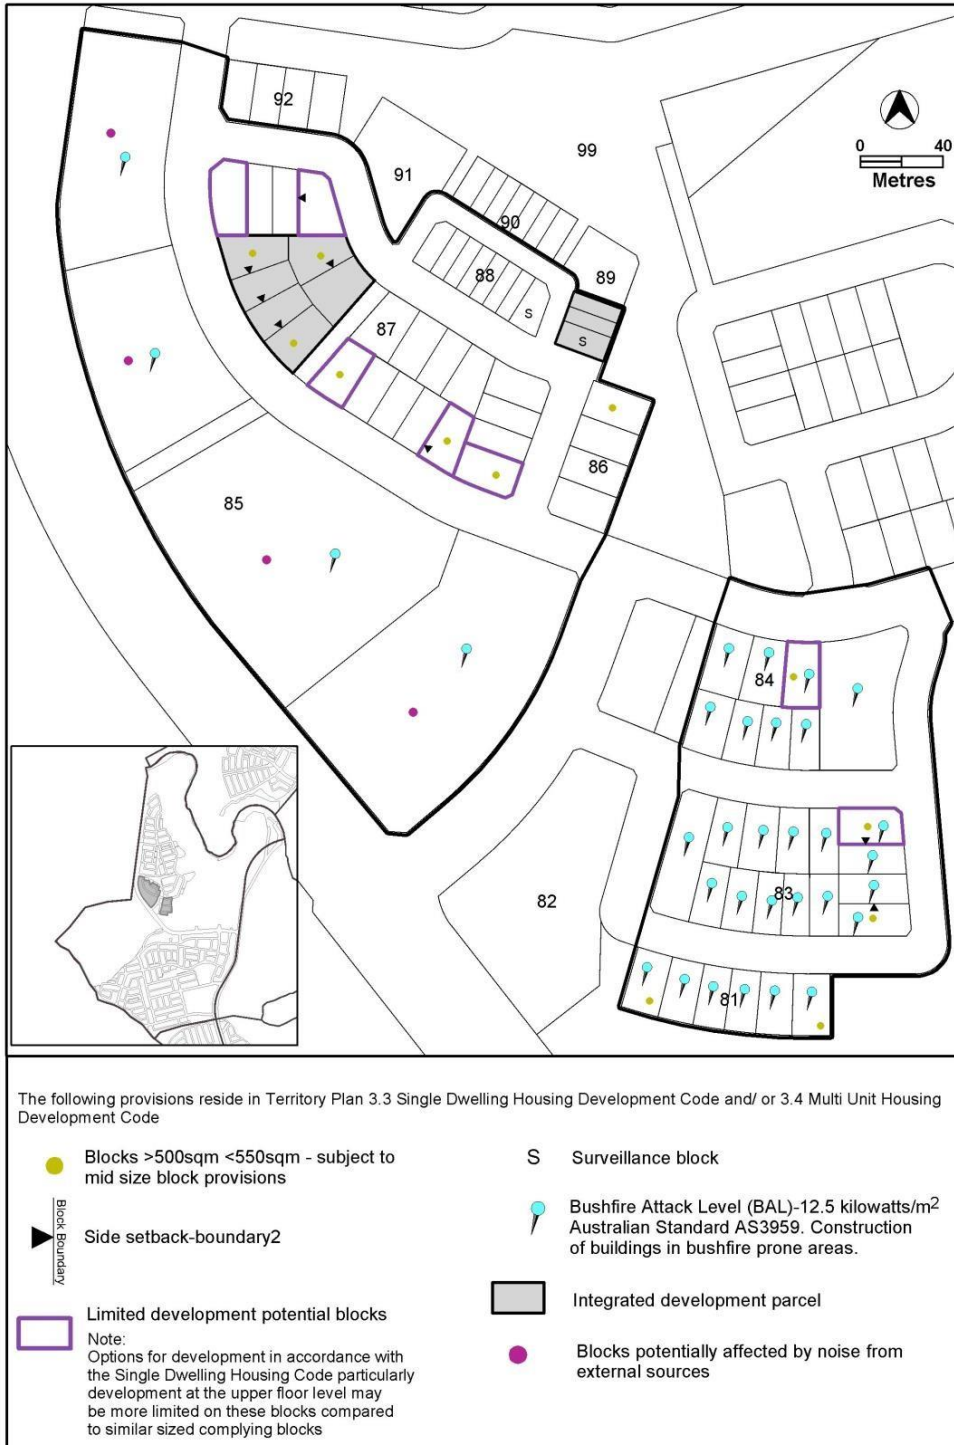 92
99
0 40
Metres
91
90
88
89
S
87
S
86
85
84
83
82
81
The following provisions reside in Territory Plan 3.3 Single Dwelling Housing Development Code and/ or 3.4 Multi Unit Housing
Development Code
Blocks >500sqm <550sqm - subject to
mid size block provisions
Block Boundary
Side setback-boundary2
Limited development potential blocks
Note:
Options for development in accordance with
the Single Dwelling Housing Code particularly
development at the upper floor level may
be more limited on these blocks compared
to similar sized complying blocks
S Surveillance block
Bushfire Attack Level (BAL)-12.5 kilowatts/m²
Australian Standard AS3959. Construction
of buildings in bushfire prone areas.
Integrated development parcel
Blocks potentially affected by noise from
external sources